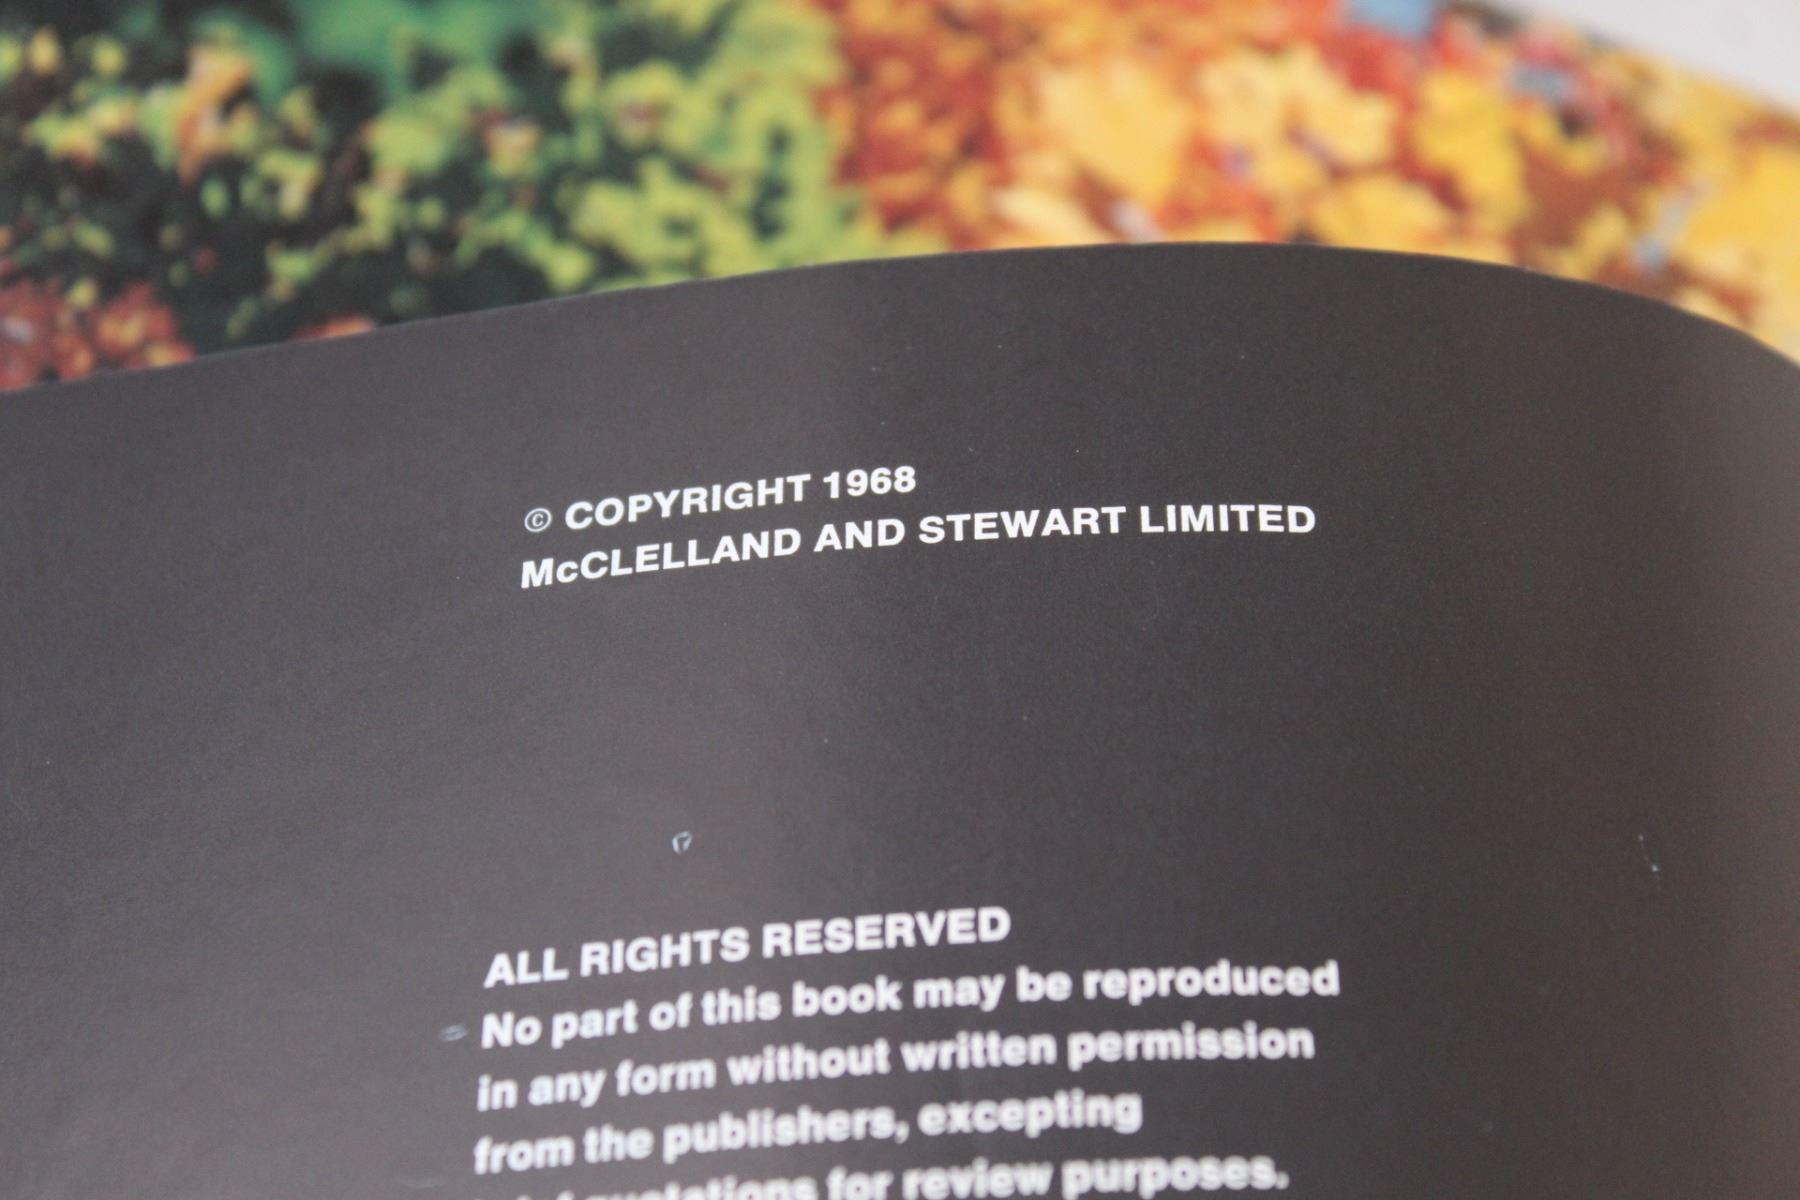 © COPYRIGHT 1968
McCLELLAND AND STEWART LIMITED
ALL RIGHTS RESERVED
No part of this book may be reproduced
in any form without written permission
from the publishers, excepting
quotations for review purposes.